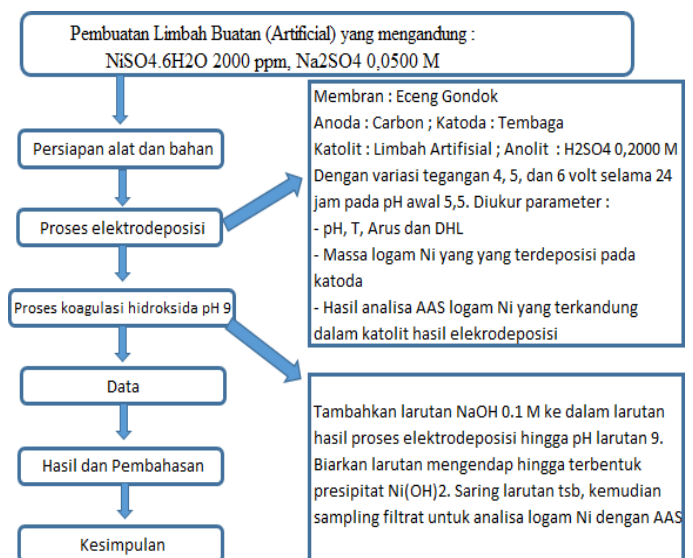 Pembuatan Limbah Buatan (Artificial) yang mengandung :
NiSO4.6H2O 2000 ppm, Na2SO4 0,0500 M
Persiapan alat dan bahan
Proses elektrodeposisi
Membran : Eceng Gondok
Anoda : Carbon ; Katoda : Tembaga
Katolit : Limbah Artifisial ; Anolit : H2SO4 0,2000 M
Dengan variasi tegangan 4, 5, dan 6 volt selama 24
jam pada pH awal 5,5. Diukur parameter :
- pH, T, Arus dan DHL
- Massa logam Ni yang yang terdeposisi pada
katoda
- Hasil analisa AAS logam Ni yang terkandung
dalam katolit hasil elekrodeposisi
Proses koagulasi hidroksida pH 9
Tambahkan larutan NaOH 0.1 M ke dalam larutan
hasil proses elektrodeposisi hingga pH larutan 9.
Biarkan larutan mengendap hingga terbentuk
presipitat Ni(OH)2. Saring larutan tsb, kemudian
sampling filtrat untuk analisa logam Ni dengan AAS
Data
Hasil dan Pembahasan
Kesimpulan